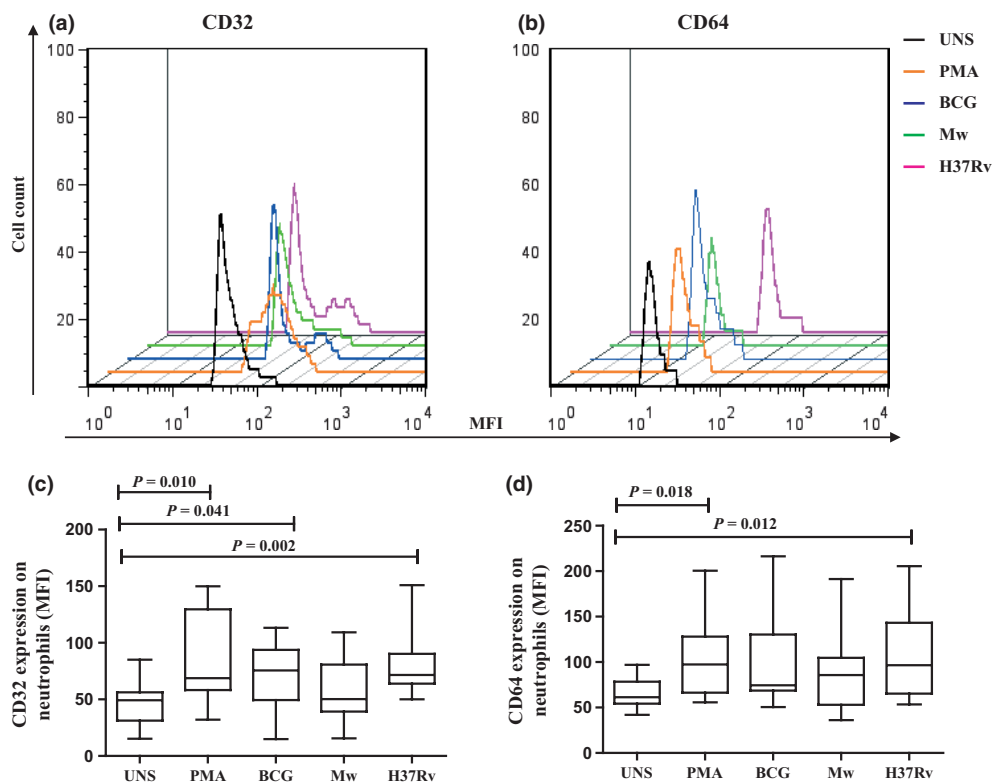 (a) CD32
(b) CD64
UNS
PMA
BCG
Mw
H37Rv
Cell count
100
80
60
40
20
10^0 10^1 10^2 10^3 10^4
100
80
60
40
20
10^0 10^1 10^2 10^3 10^4
MFI
(c)
P = 0.010
P = 0.041
P = 0.002
CD32 expression on
neutrophils (MFI)
200
150
100
50
0
UNS PMA BCG Mw H37Rv
(d)
P = 0.018
P = 0.012
CD64 expression on
neutrophils (MFI)
250
200
150
100
50
0
UNS PMA BCG Mw H37Rv